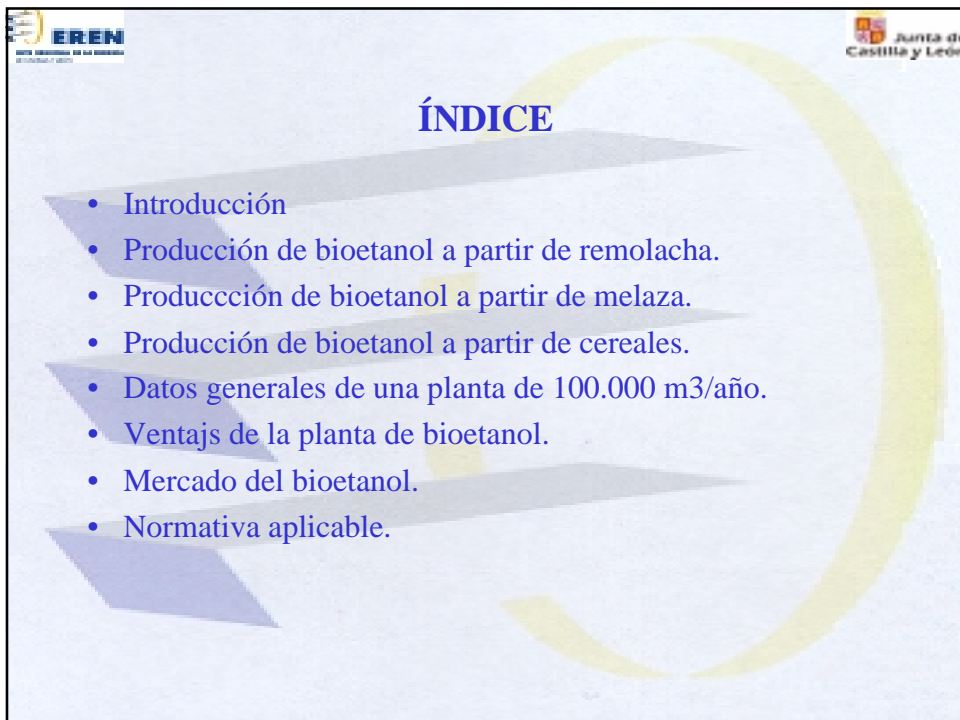 EREN
Junta de
Castilla y León
ÍNDICE
• Introducción
• Producción de bioetanol a partir de remolacha.
• Produccción de bioetanol a partir de melaza.
• Producción de bioetanol a partir de cereales.
• Datos generales de una planta de 100.000 m3/año.
• Ventajs de la planta de bioetanol.
• Mercado del bioetanol.
• Normativa aplicable.